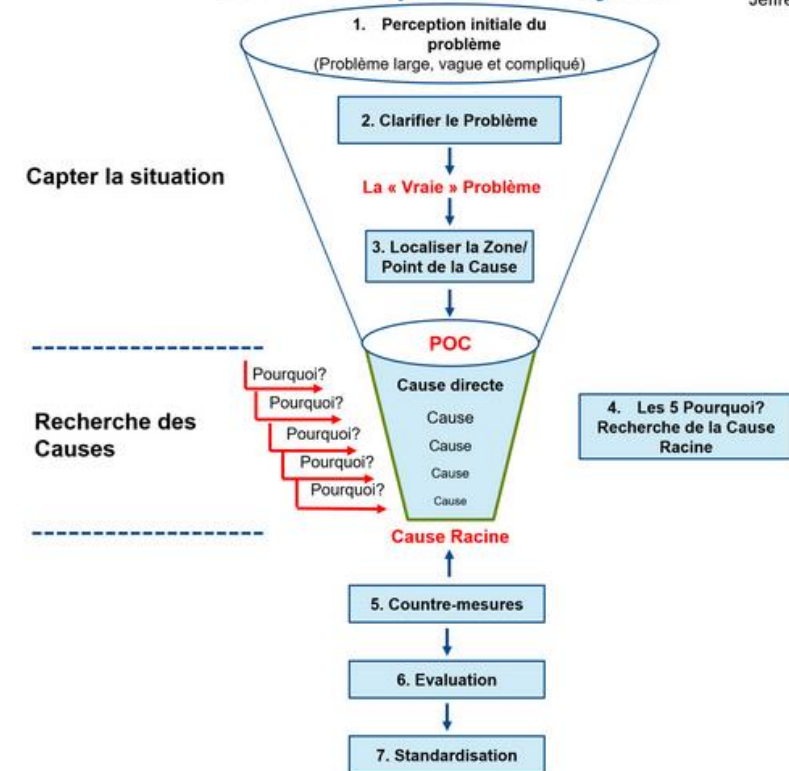 1. Perception initiale du
problème
(Problème large, vague et compliqué)
2. Clarifier le Problème
Capter la situation
La « Vraie » Problème
3. Localiser la Zone/
Point de la Cause
POC
Pourquoi?
Pourquoi?
Pourquoi?
Pourquoi?
Pourquoi?
Cause directe
Cause
Cause
Cause
Cause
Recherche des
Causes
4. Les 5 Pourquoi?
Recherche de la Cause
Racine
Cause Racine
5. Countre-mesures
6. Evaluation
7. Standardisation